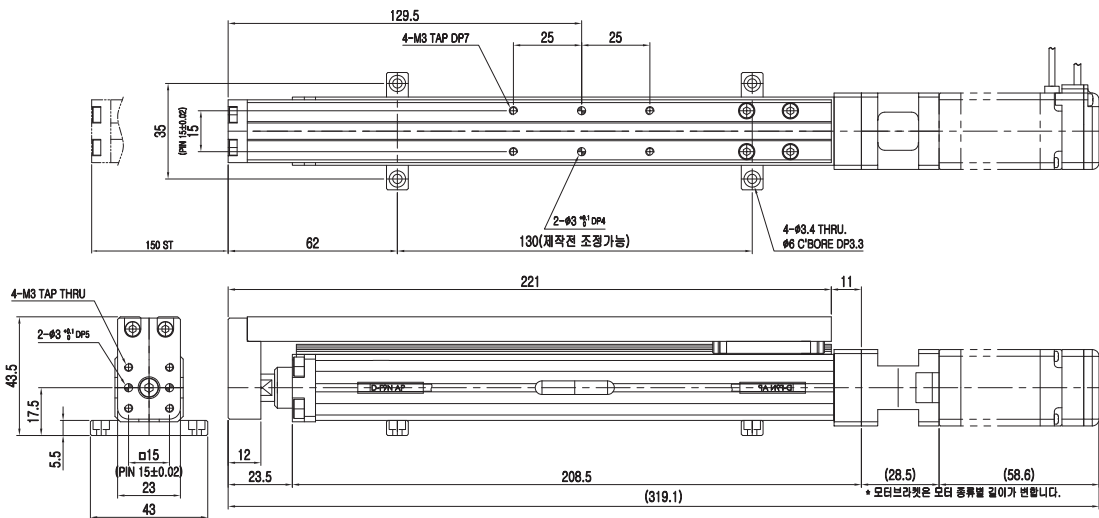 129.5
4-M3 TAP DP7
25
25
35
(PIN 15±0.02)
15
150 ST
62
2-ø3 +0.1 0 DP4
130(제작전 조정가능)
4-ø3.4 THRU.
ø6 C'BORE DP3.3
221
11
4-M3 TAP THRU
2-ø3 +0.1 0 DP5
43.5
17.5
5.5
□15
(PIN 15±0.02)
23
43
12
23.5
208.5
(28.5)
(58.6)
(319.1)
* 모터브라켓은 모터 종류별 길이가 변합니다.